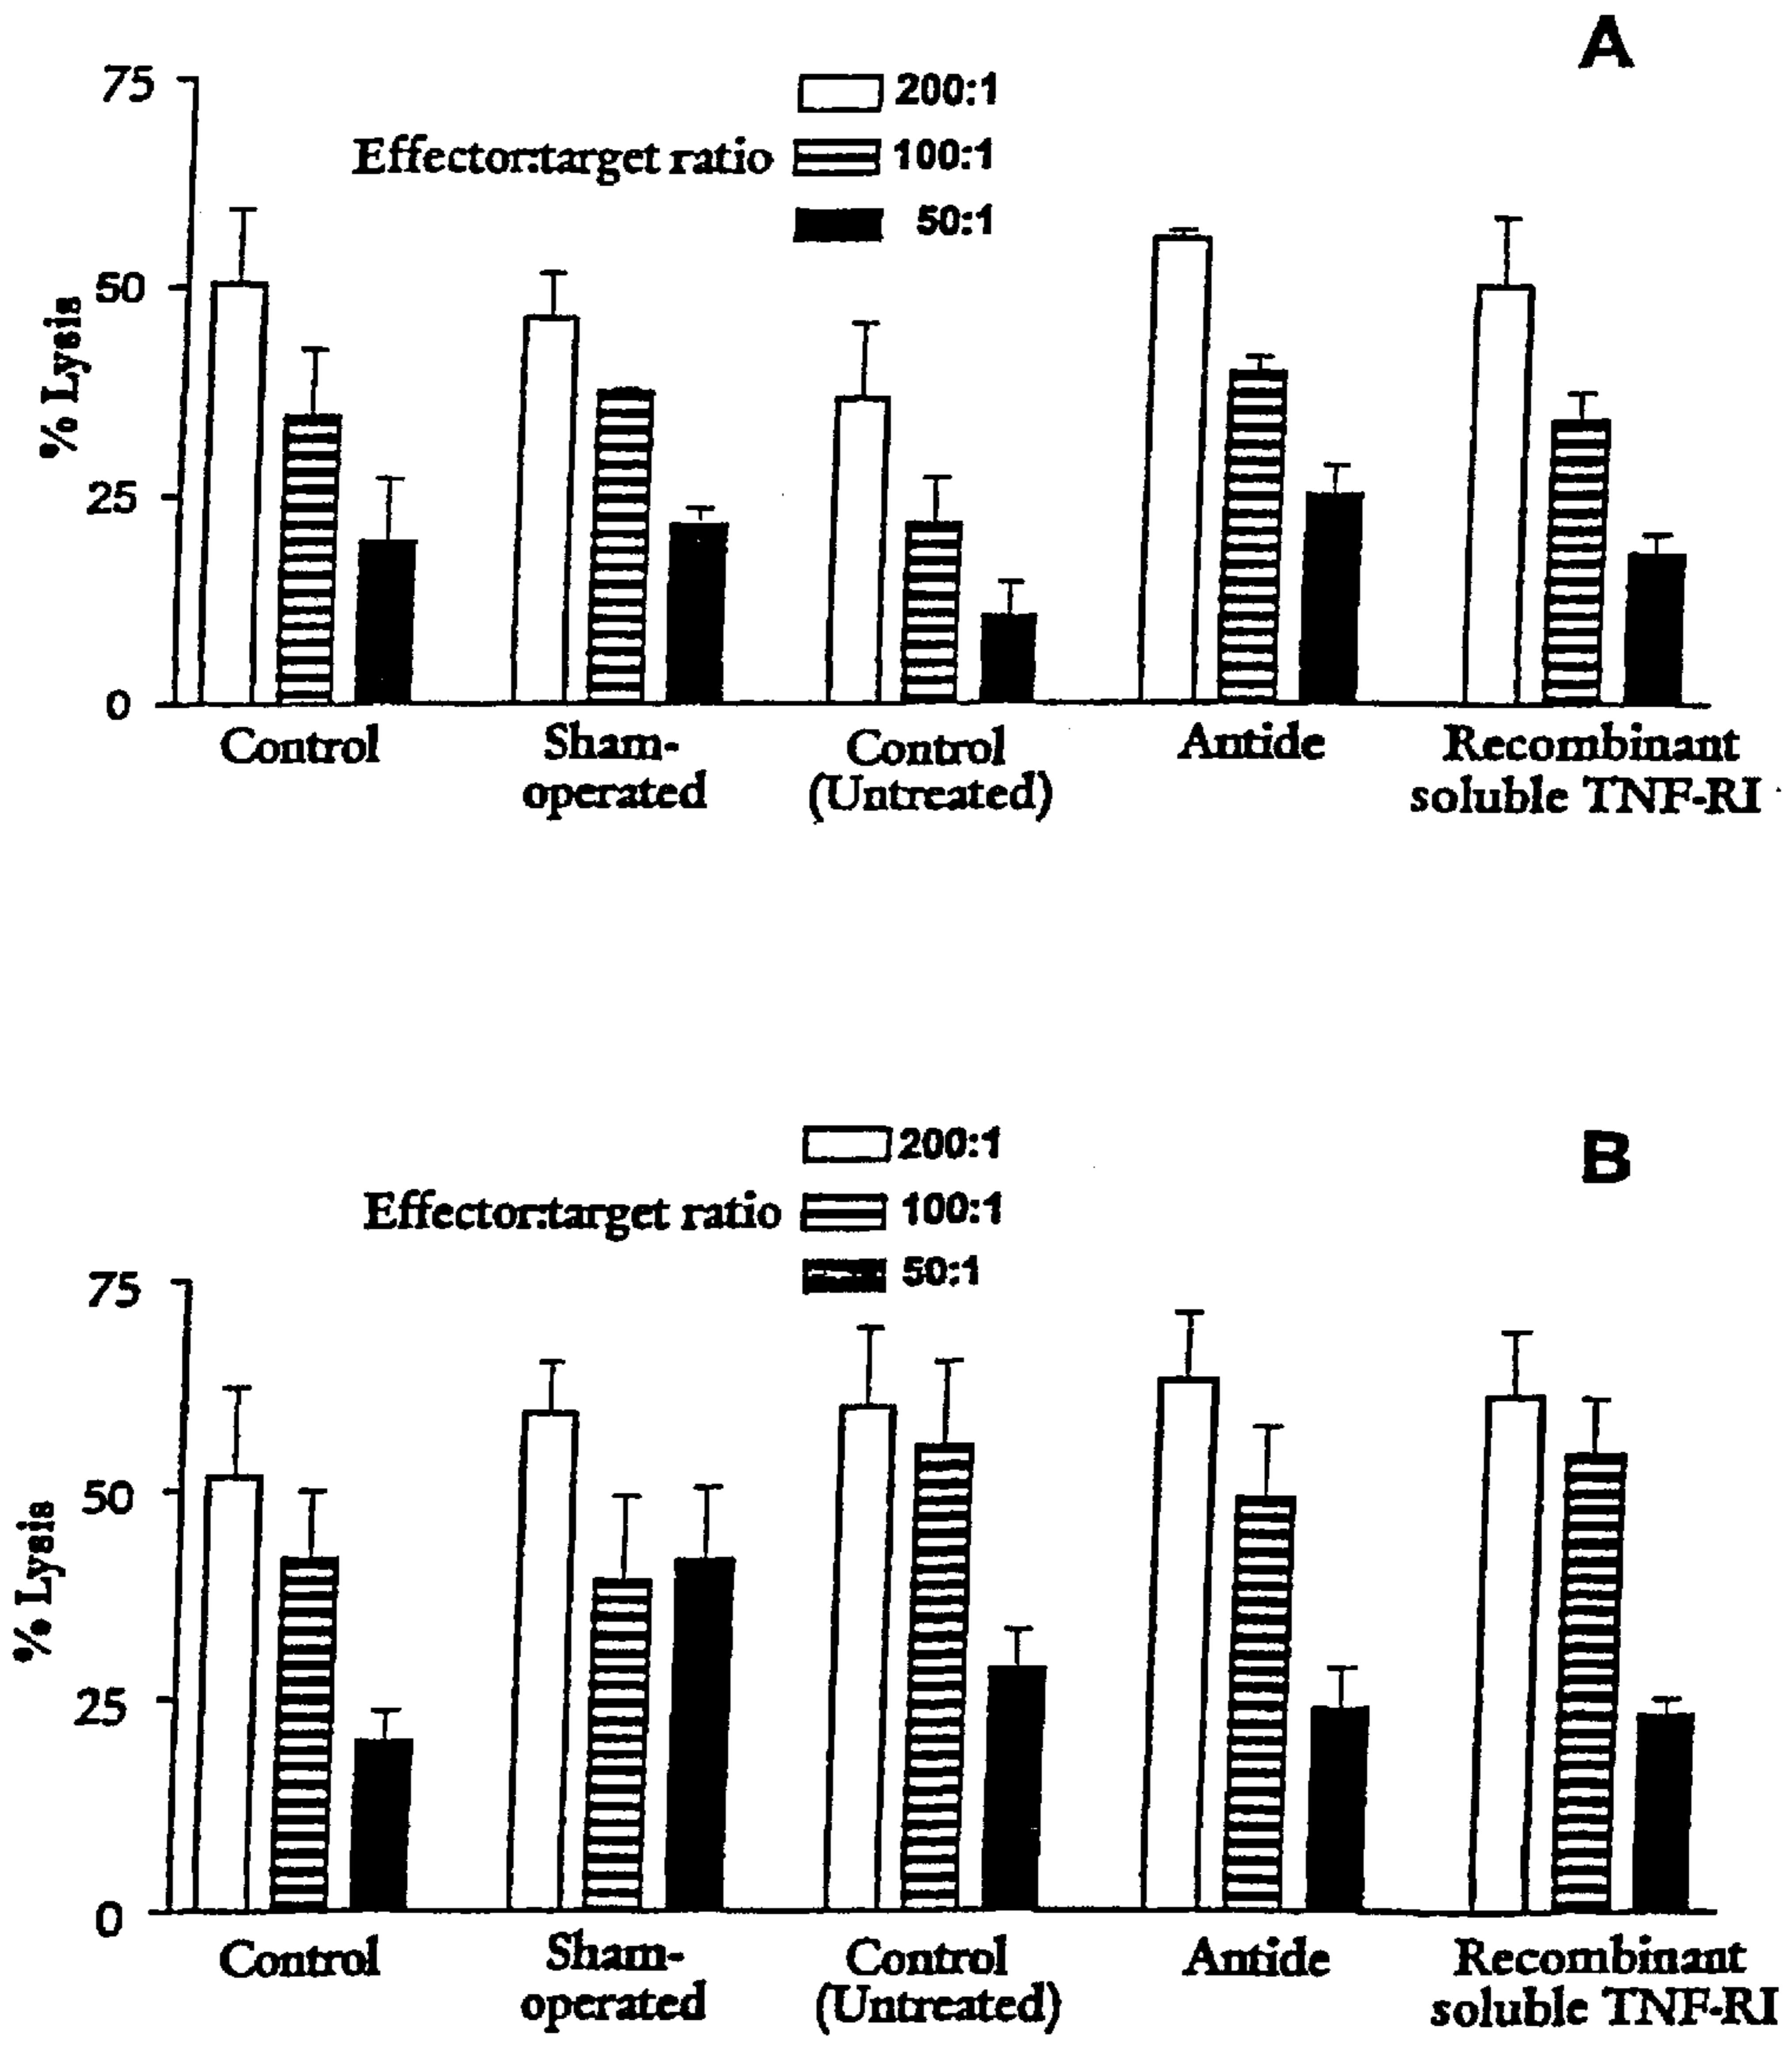 A
75
200:1
Effector:target ratio
100:1
50:1
50
% Lysis
25
0
Control
Sham-
operated
Control
(Untreated)
Antide
Recombinant
soluble TNF-RI
B
200:1
Effector:target ratio
100:1
50:1
75
50
% Lysis
25
0
Control
Sham-
operated
Control
(Untreated)
Antide
Recombinant
soluble TNF-RI